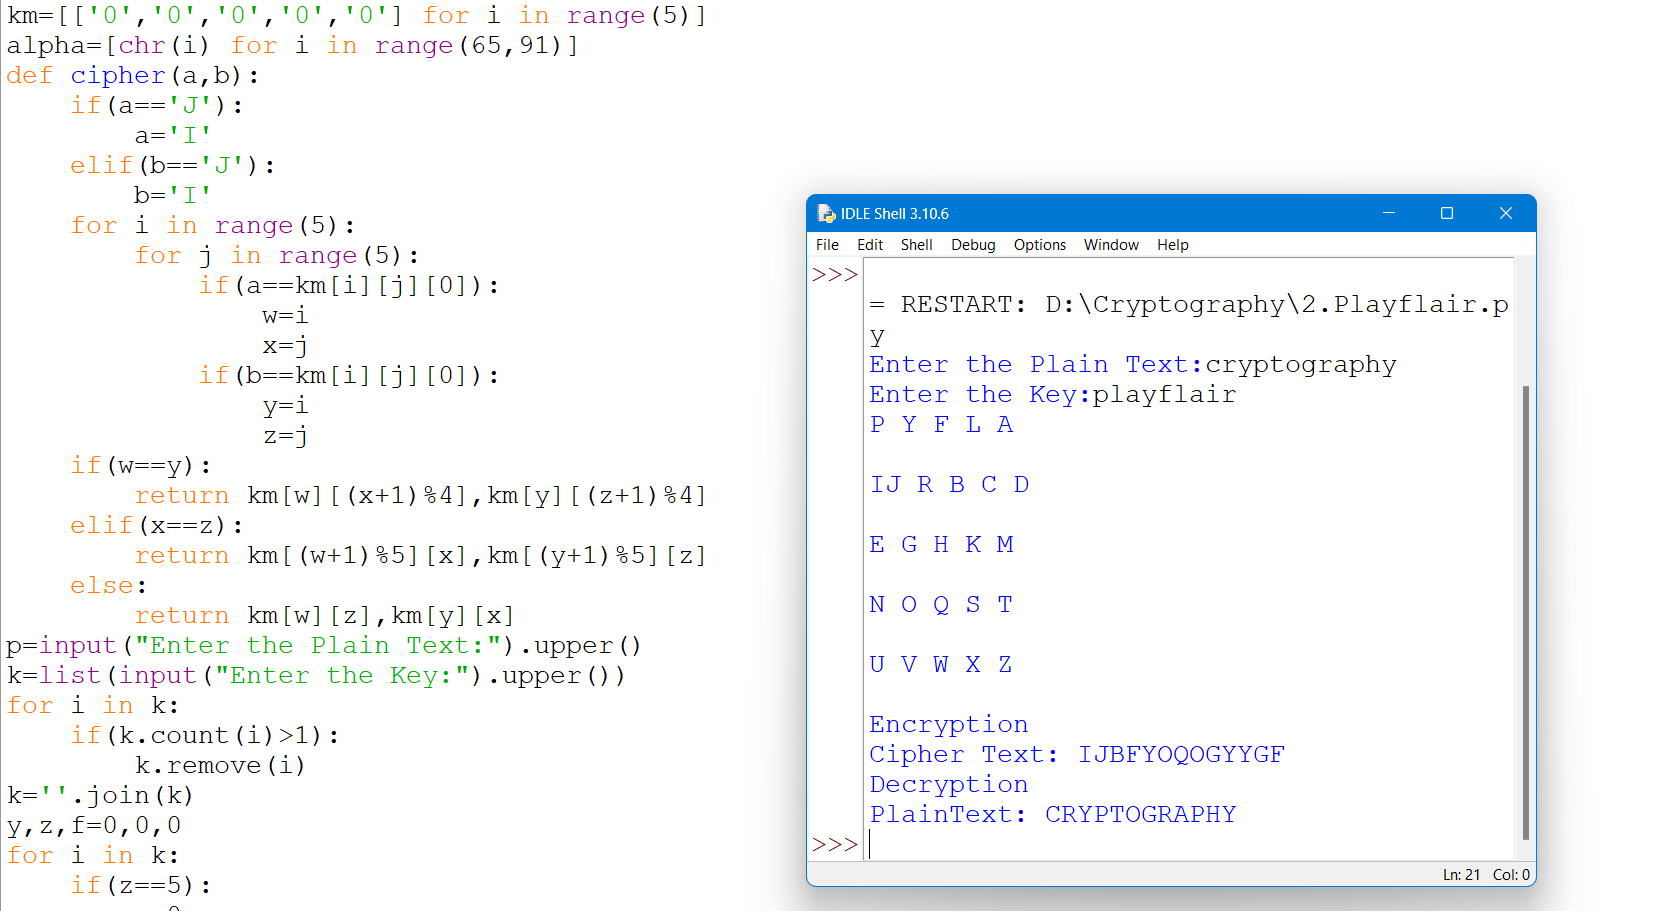 km=[['0','0','0','0','0'] for i in range(5)]
alpha=[chr(i) for i in range(65,91)]
def cipher(a,b):
    if(a=='J'):
        a='I'
    elif(b=='J'):
        b='I'
    for i in range(5):
        for j in range(5):
            if(a==km[i][j][0]):
                w=i
                x=j
            if(b==km[i][j][0]):
                y=i
                z=j
    if(w==y):
        return km[w][(x+1)%4],km[y][(z+1)%4]
    elif(x==z):
        return km[(w+1)%5][x],km[(y+1)%5][z]
    else:
        return km[w][z],km[y][x]
p=input("Enter the Plain Text:").upper()
k=list(input("Enter the Key:").upper())
for i in k:
    if(k.count(i)>1):
        k.remove(i)
k=''.join(k)
y,z,f=0,0,0
for i in k:
    if(z==5):
IDLE Shell 3.10.6
File Edit Shell Debug Options Window Help
>>>
= RESTART: D:\Cryptography\2.Playflair.p
y
Enter the Plain Text:cryptography
Enter the Key:playflair
P Y F L A
IJ R B C D
E G H K M
N O Q S T
U V W X Z
Encryption
Cipher Text: IJBFYOQOGYYGF
Decryption
PlainText: CRYPTOGRAPHY
>>>
Ln: 21 Col: 0